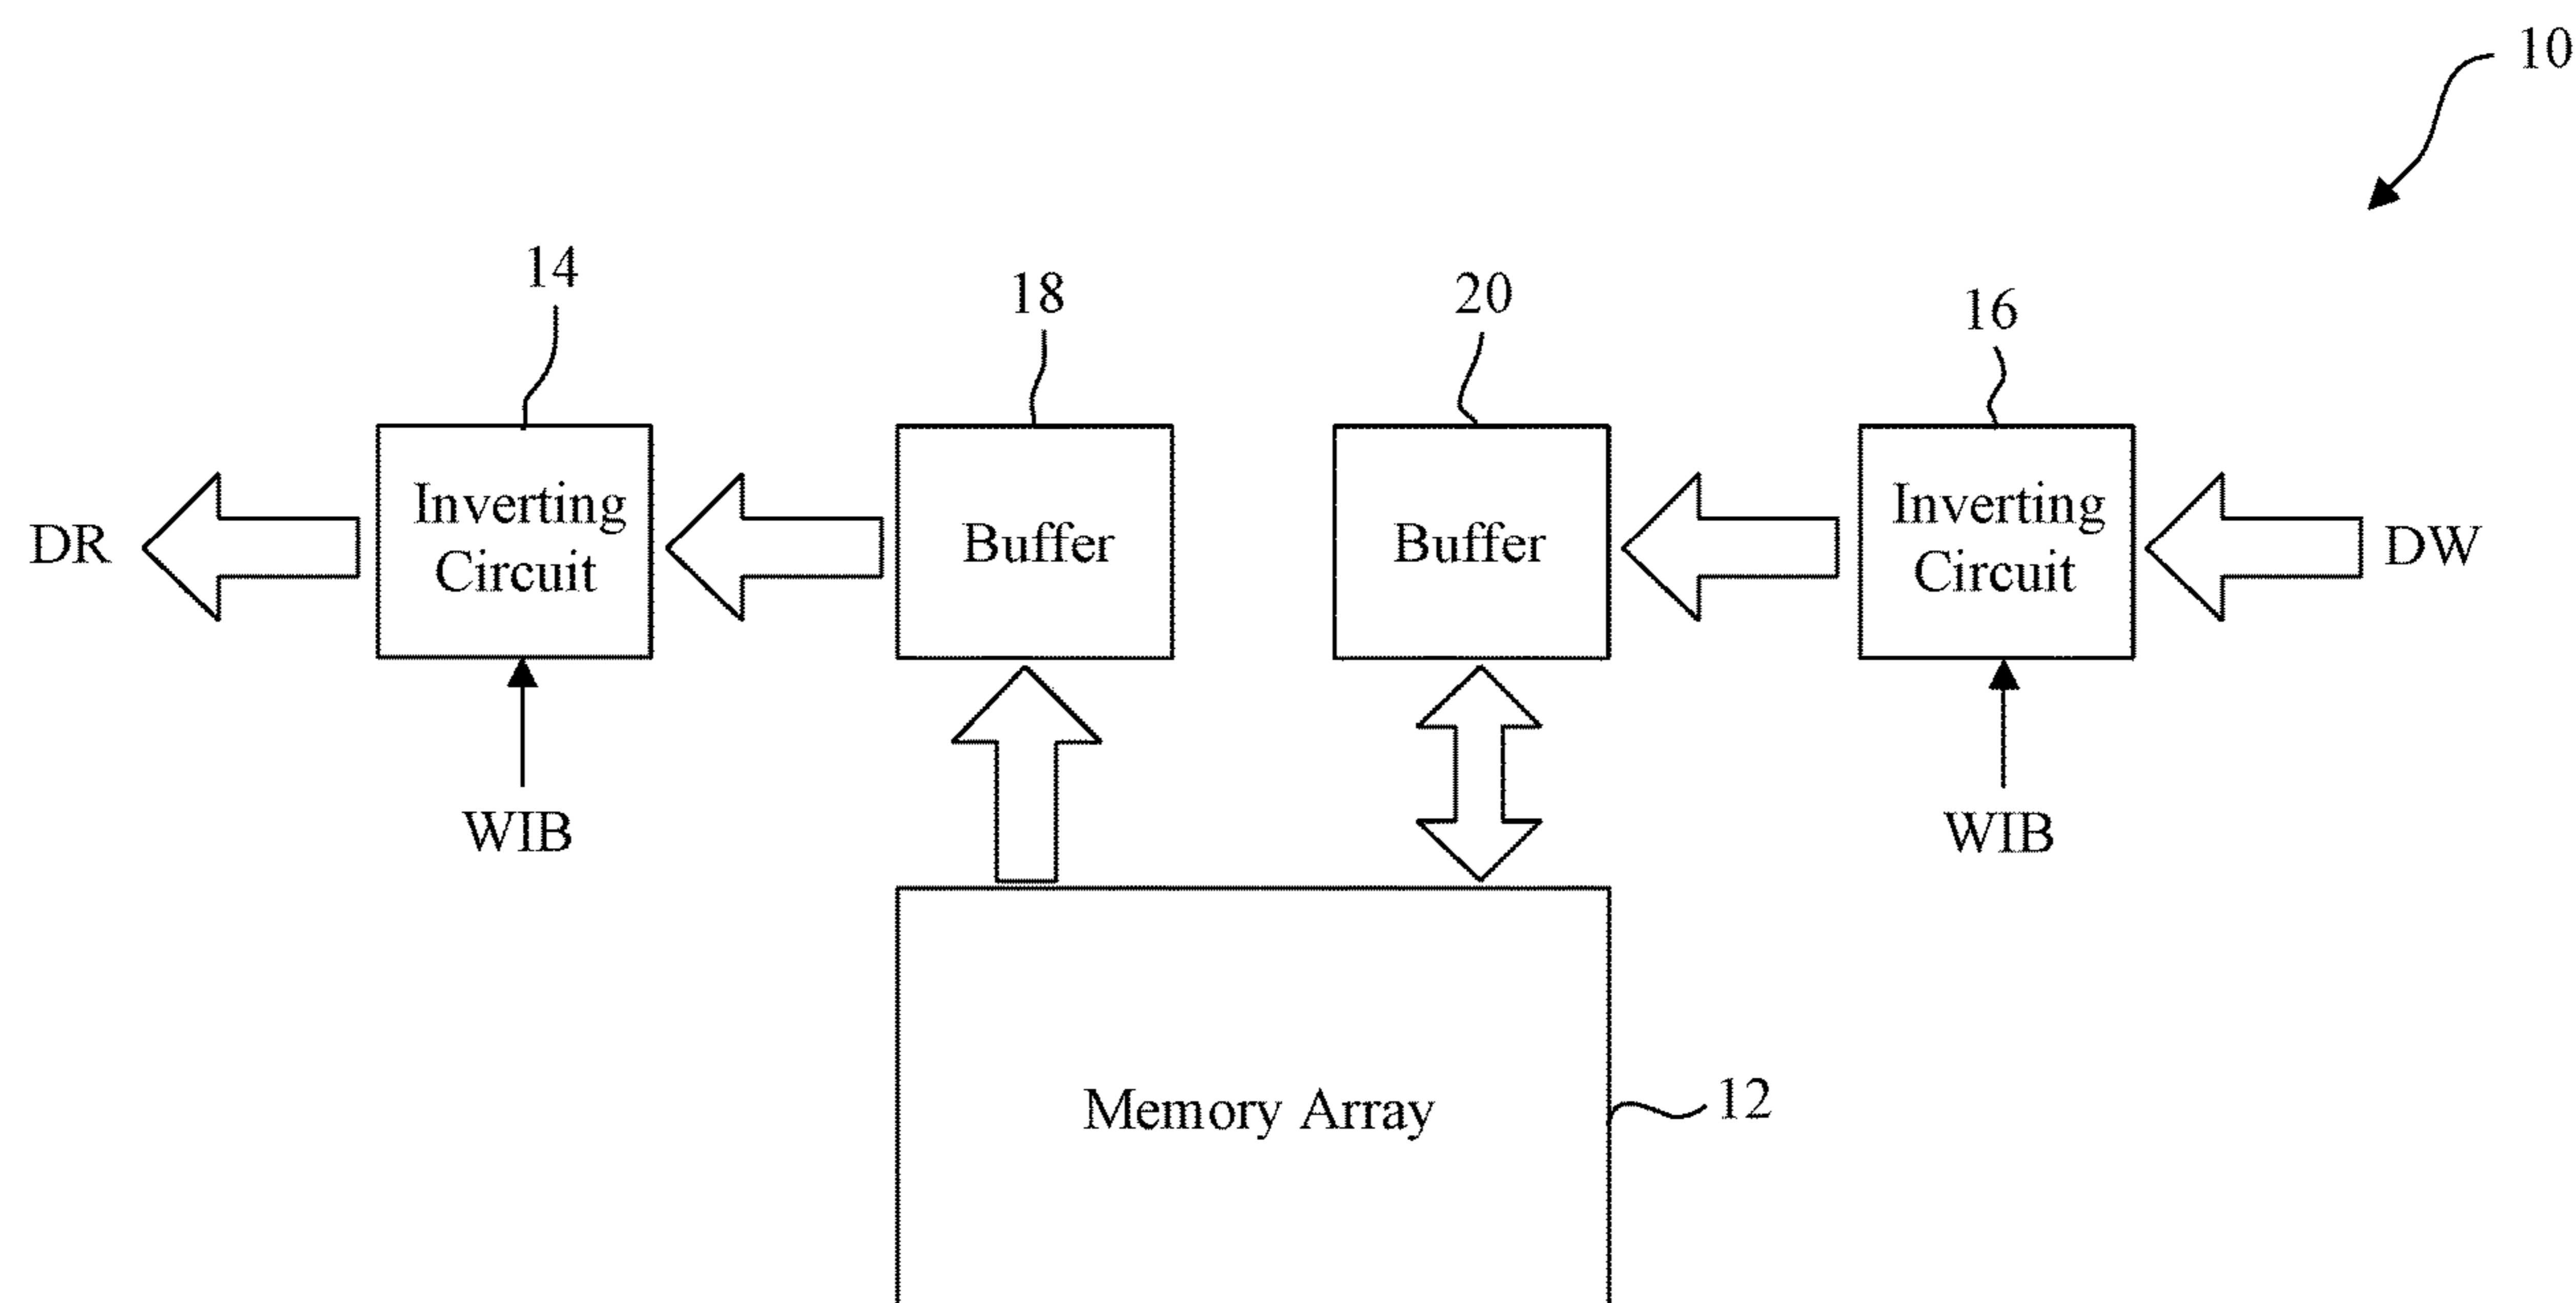 10
14
18
20
16
DR
Inverting
Circuit
Buffer
Buffer
Inverting
Circuit
DW
WIB
WIB
Memory Array
12